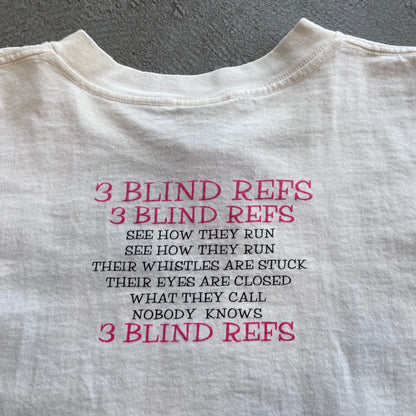 3 BLIND REFS
3 BLIND REFS
SEE HOW THEY RUN
SEE HOW THEY RUN
THEIR WHISTLES ARE STUCK
THEIR EYES ARE CLOSED
WHAT THEY CALL
NOBODY KNOWS
3 BLIND REFS